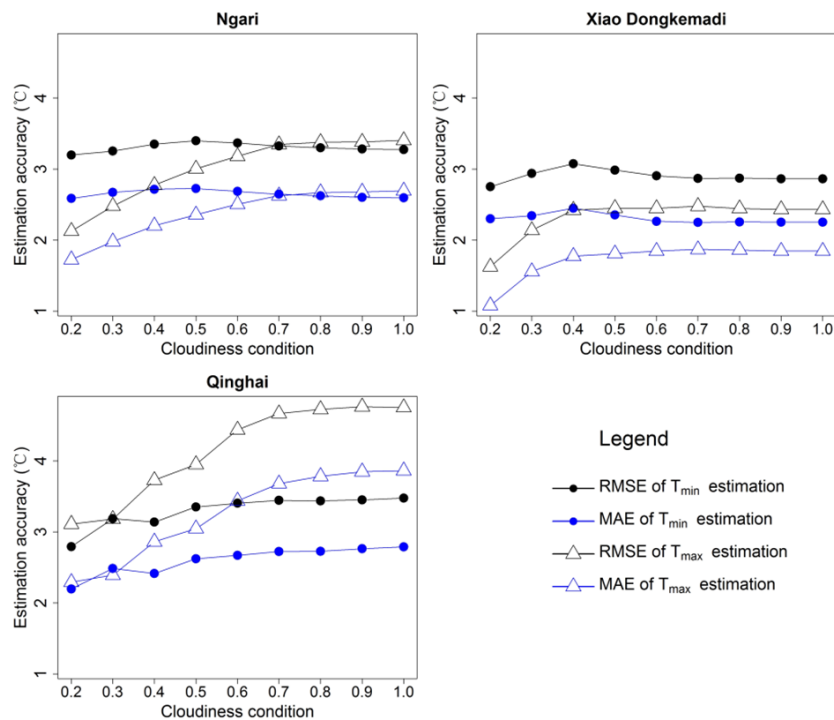 Ngari
Estimation accuracy (℃)
4
3
2
1
0.2 0.3 0.4 0.5 0.6 0.7 0.8 0.9 1.0
Cloudiness condition
Xiao Dongkemadi
Estimation accuracy (℃)
4
3
2
1
0.2 0.3 0.4 0.5 0.6 0.7 0.8 0.9 1.0
Cloudiness condition
Qinghai
Estimation accuracy (℃)
4
3
2
1
0.2 0.3 0.4 0.5 0.6 0.7 0.8 0.9 1.0
Cloudiness condition
Legend
RMSE of Tmin estimation
MAE of Tmin estimation
RMSE of Tmax estimation
MAE of Tmax estimation